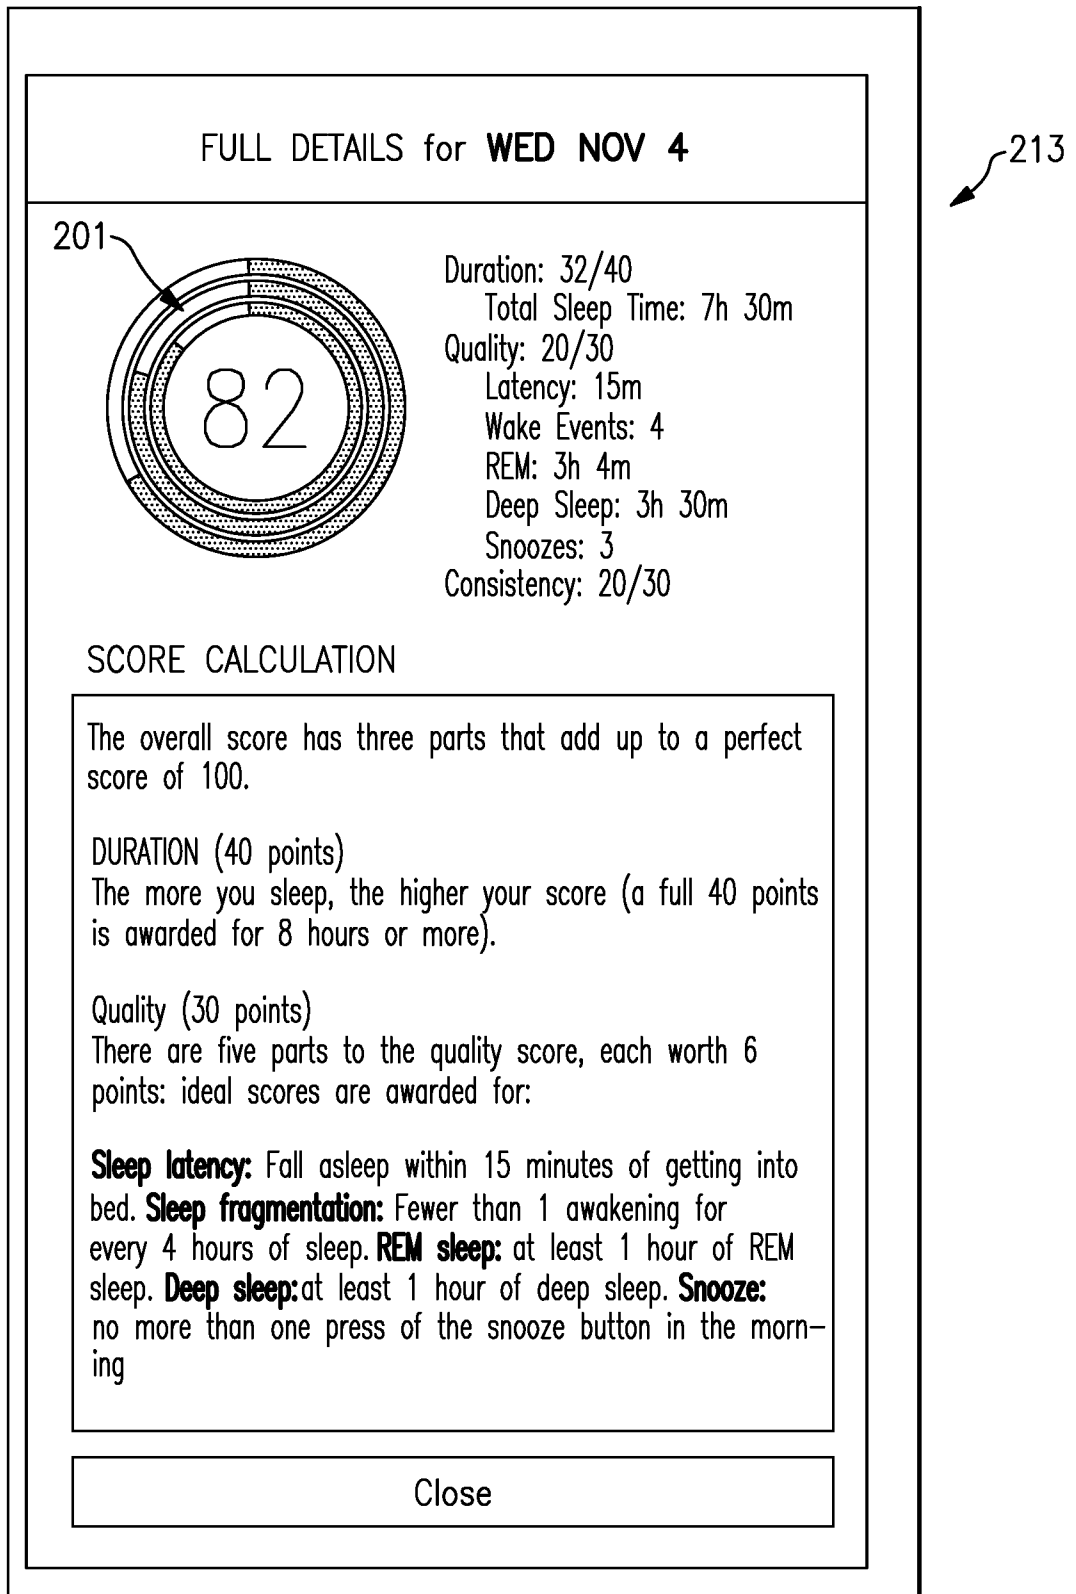 FULL DETAILS for WED NOV 4
213
201
82
Duration: 32/40
Total Sleep Time: 7h 30m
Quality: 20/30
Latency: 15m
Wake Events: 4
REM: 3h 4m
Deep Sleep: 3h 30m
Snoozes: 3
Consistency: 20/30
SCORE CALCULATION
The overall score has three parts that add up to a perfect
score of 100.
DURATION (40 points)
The more you sleep, the higher your score (a full 40 points
is awarded for 8 hours or more).
Quality (30 points)
There are five parts to the quality score, each worth 6
points: ideal scores are awarded for:
Sleep latency: Fall asleep within 15 minutes of getting into
bed. Sleep fragmentation: Fewer than 1 awakening for
every 4 hours of sleep. REM sleep: at least 1 hour of REM
sleep. Deep sleep: at least 1 hour of deep sleep. Snooze:
no more than one press of the snooze button in the morn-
ing
Close